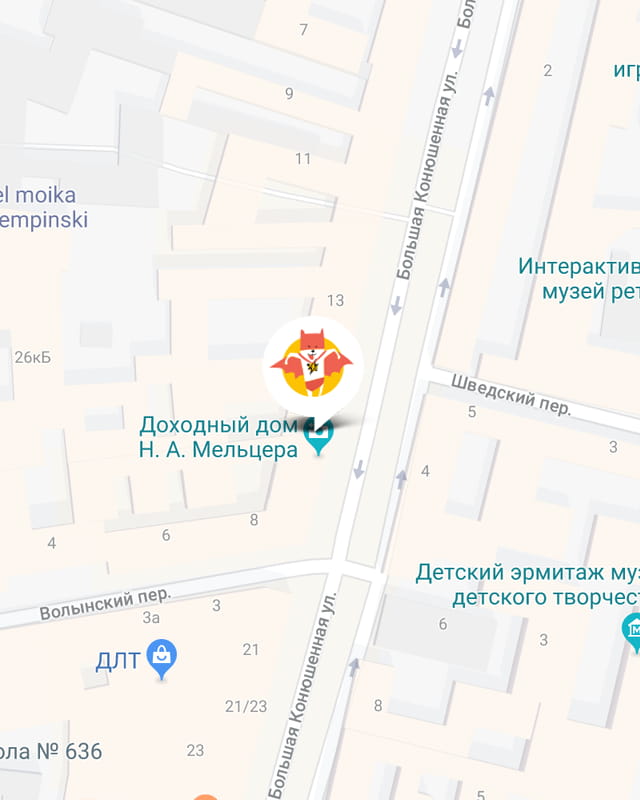 Бол
7
2
игр
9
11
Большая Конюшенная ул.
el moika
empinski
Интерактив
музей рет
13
26кБ
Шведский пер.
5
3
Доходный дом
Н. А. Мельцера
4
8
6
4
Детский эрмитаж муз
детского творчест
Волынский пер.
3
3а
6
3
ДЛТ
21
Большая Конюшенная ул.
21/23
8
ола № 636
23
5